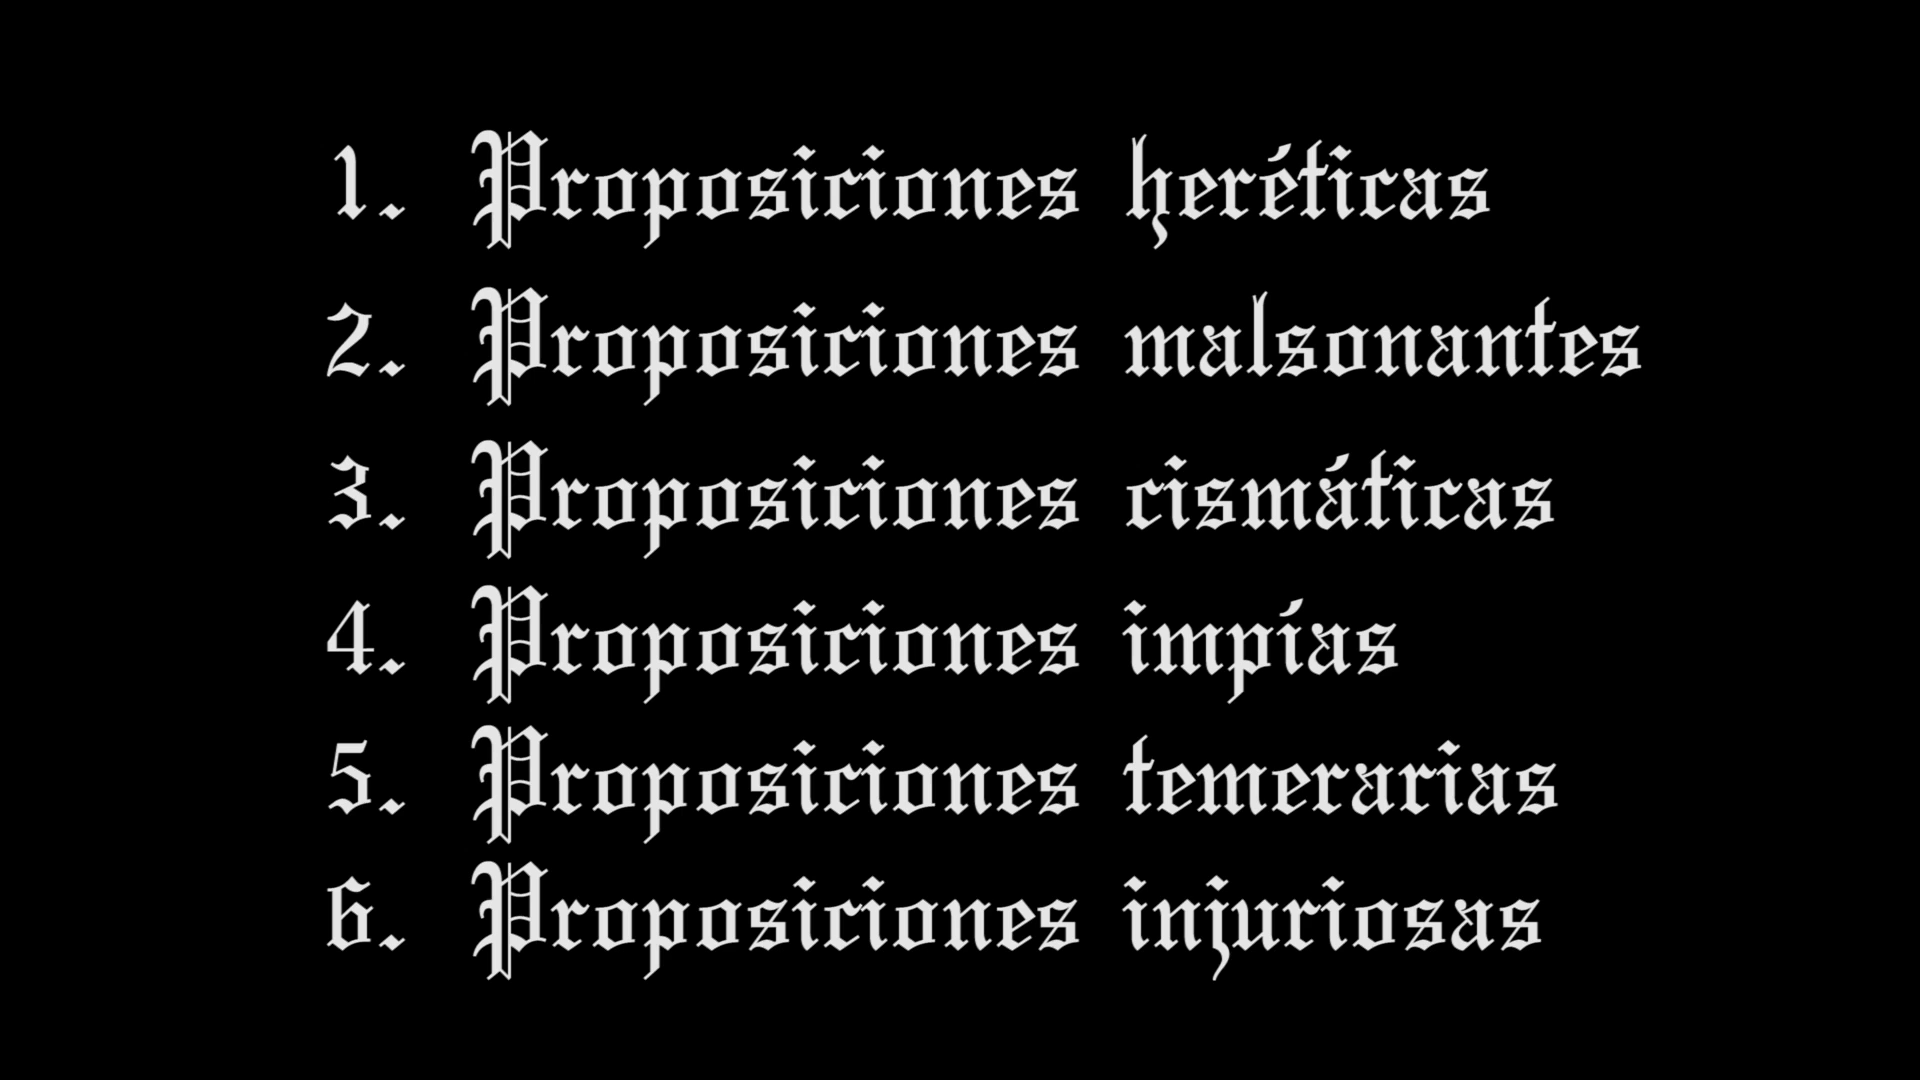 1. Proposiciones heréticas
2. Proposiciones malsonantes
3. Proposiciones cismáticas
4. Proposiciones impías
5. Proposiciones temerarias
6. Proposiciones injuriosas